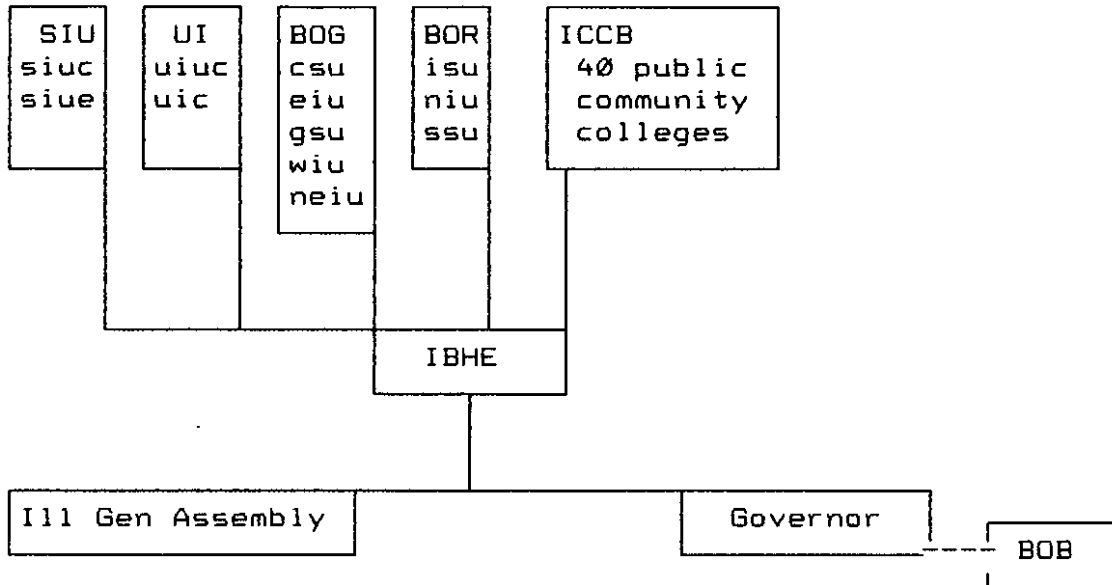 SIU
siuc
siue
UI
uiuc
uic
BOG
csu
eiu
gsu
wiu
neiu
BOR
isu
niu
ssu
ICCB
40 public
community
colleges
IBHE
Ill Gen Assembly
Governor
BOB